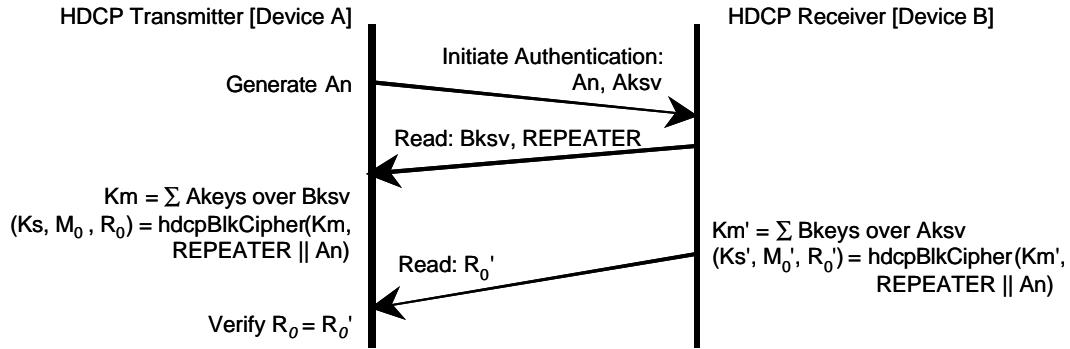 HDCP Transmitter [Device A]
HDCP Receiver [Device B]
Initiate Authentication:
An, Aksv
Generate An
Read: Bksv, REPEATER
Km = ∑ Akeys over Bksv
(Ks, M₀ , R₀) = hdcpBlkCipher(Km,
REPEATER || An)
Km' = ∑ Bkeys over Aksv
(Ks', M₀', R₀') = hdcpBlkCipher(Km',
REPEATER || An)
Read: R₀'
Verify R₀ = R₀'